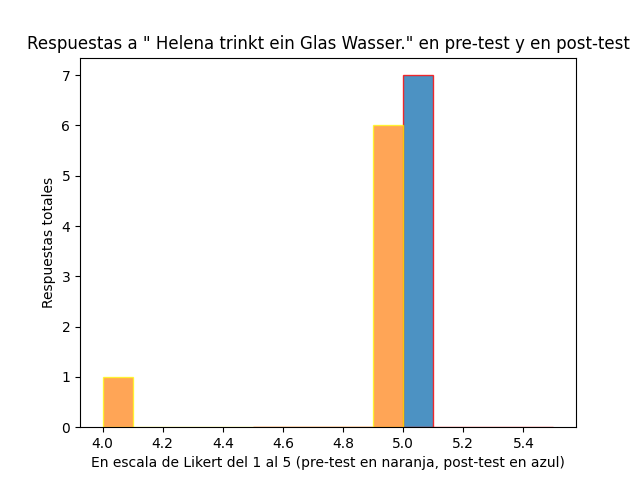 Respuestas a " Helena trinkt ein Glas Wasser." en pre-test y en post-test
7
6
5
4
3
2
1
0
Respuestas totales
4.0 4.2 4.4 4.6 4.8 5.0 5.2 5.4
En escala de Likert del 1 al 5 (pre-test en naranja, post-test en azul)